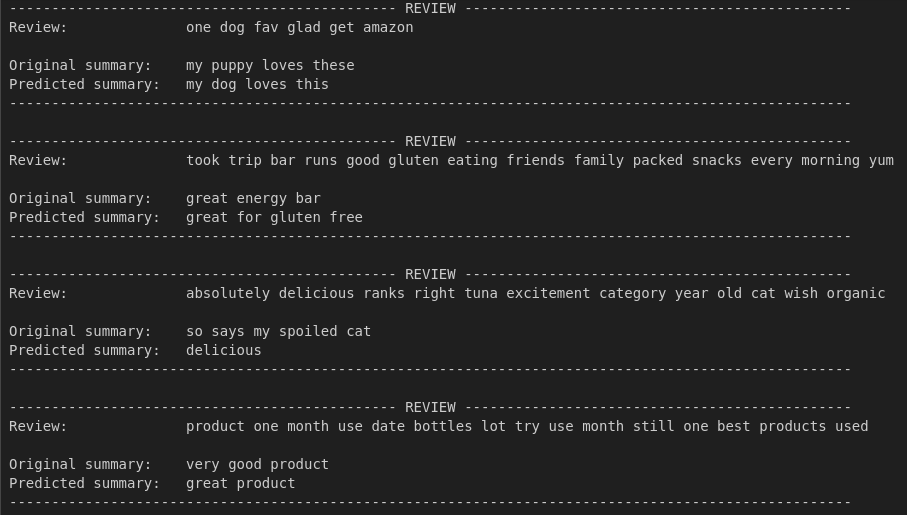 ---------------------------------------------- REVIEW ----------------------------------------------
Review: one dog fav glad get amazon
Original summary: my puppy loves these
Predicted summary: my dog loves this
----------------------------------------------------------------------------------------------------
---------------------------------------------- REVIEW ----------------------------------------------
Review: took trip bar runs good gluten eating friends family packed snacks every morning yum
Original summary: great energy bar
Predicted summary: great for gluten free
----------------------------------------------------------------------------------------------------
---------------------------------------------- REVIEW ----------------------------------------------
Review: absolutely delicious ranks right tuna excitement category year old cat wish organic
Original summary: so says my spoiled cat
Predicted summary: delicious
----------------------------------------------------------------------------------------------------
---------------------------------------------- REVIEW ----------------------------------------------
Review: product one month use date bottles lot try use month still one best products used
Original summary: very good product
Predicted summary: great product
----------------------------------------------------------------------------------------------------